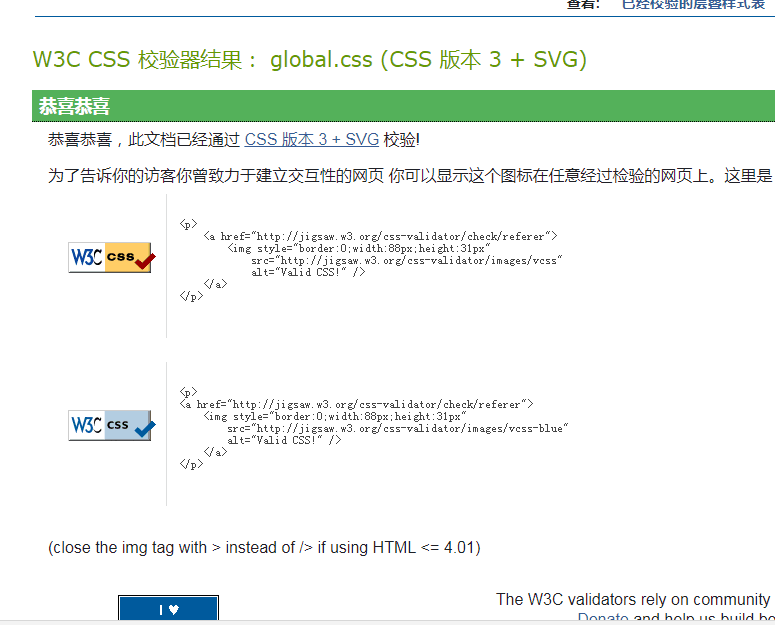 查看： 已经校验的层叠样式表
W3C CSS 校验器结果： global.css (CSS 版本 3 + SVG)
恭喜恭喜
恭喜恭喜，此文档已经通过 CSS 版本 3 + SVG 校验!
为了告诉你的访客你曾致力于建立交互性的网页 你可以显示这个图标在任意经过检验的网页上。这里是
W3C css
<p>
<a href="http://jigsaw.w3.org/css-validator/check/referer">
<img style="border:0;width:88px;height:31px"
src="http://jigsaw.w3.org/css-validator/images/vcss"
alt="Valid CSS!" />
</a>
</p>
W3C css
<p>
<a href="http://jigsaw.w3.org/css-validator/check/referer">
<img style="border:0;width:88px;height:31px"
src="http://jigsaw.w3.org/css-validator/images/vcss-blue"
alt="Valid CSS!" />
</a>
</p>
(close the img tag with > instead of /> if using HTML <= 4.01)
I ♥
The W3C validators rely on community
Donate and help us build be